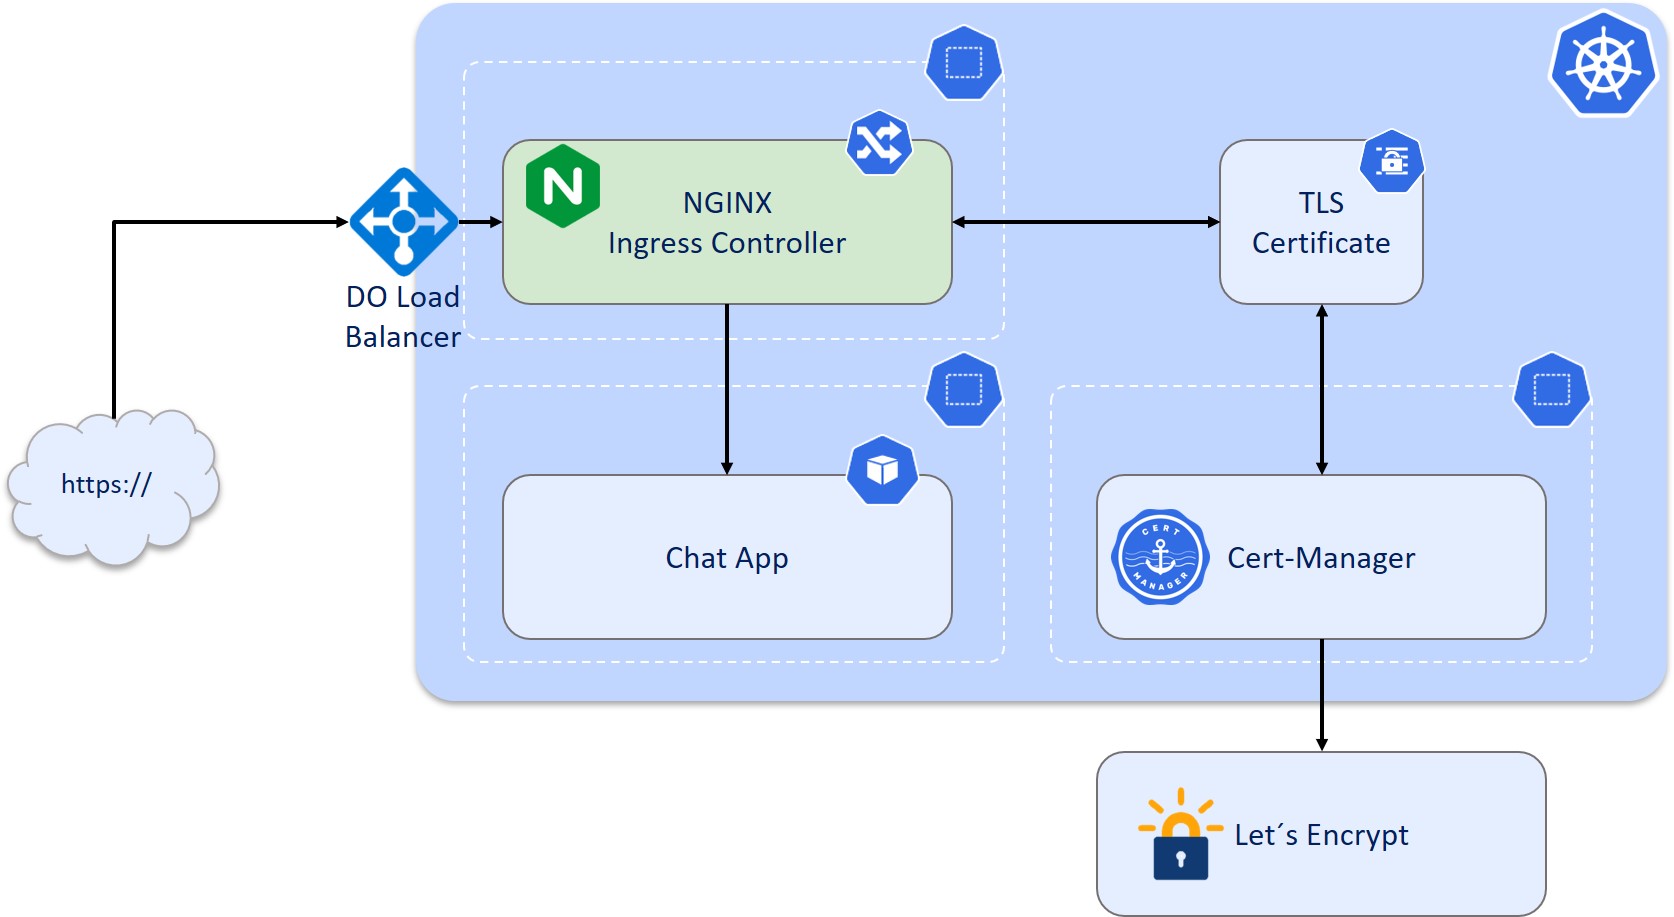 NGINX
Ingress Controller
TLS
Certificate
DO Load
Balancer
https://
Chat App
CERT
MANAGER
Cert-Manager
Let´s Encrypt